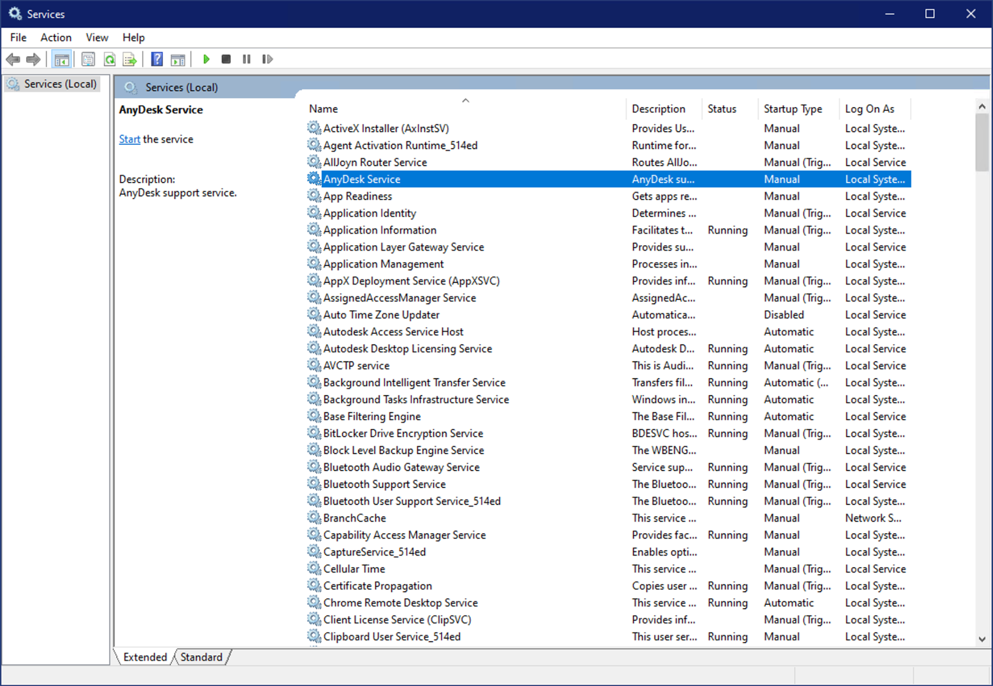 Services
File Action View Help
Services (Local)
Services (Local)
AnyDesk Service
Start the service
Description:
AnyDesk support service.
Name Description Status Startup Type Log On As
ActiveX Installer (AxInstSV) Provides Us... Manual Local Syste...
Agent Activation Runtime_514ed Runtime for... Manual Local Syste...
AllJoyn Router Service Routes AllJo... Manual (Trig... Local Service
AnyDesk Service AnyDesk su... Manual Local Syste...
App Readiness Gets apps re... Manual Local Syste...
Application Identity Determines ... Manual (Trig... Local Service
Application Information Facilitates t... Running Manual (Trig... Local Syste...
Application Layer Gateway Service Provides su... Manual Local Service
Application Management Processes in... Manual Local Syste...
AppX Deployment Service (AppXSVC) Provides inf... Running Manual (Trig... Local Syste...
AssignedAccessManager Service AssignedAc... Manual (Trig... Local Syste...
Auto Time Zone Updater Automatica... Disabled Local Service
Autodesk Access Service Host Host proces... Automatic Local Syste...
Autodesk Desktop Licensing Service Autodesk D... Running Automatic Local Service
AVCTP service This is Audi... Running Manual (Trig... Local Service
Background Intelligent Transfer Service Transfers fil... Running Automatic (... Local Syste...
Background Tasks Infrastructure Service Windows in... Running Automatic Local Syste...
Base Filtering Engine The Base Fil... Running Automatic Local Service
BitLocker Drive Encryption Service BDESVC hos... Running Manual (Trig... Local Syste...
Block Level Backup Engine Service The WBENG... Manual Local Syste...
Bluetooth Audio Gateway Service Service sup... Running Manual (Trig... Local Service
Bluetooth Support Service The Bluetoo... Running Manual (Trig... Local Service
Bluetooth User Support Service_514ed The Bluetoo... Running Manual (Trig... Local Syste...
BranchCache This service ... Manual Network S...
Capability Access Manager Service Provides fac... Running Manual Local Syste...
CaptureService_514ed Enables opti... Manual Local Syste...
Cellular Time This service ... Manual (Trig... Local Service
Certificate Propagation Copies user ... Running Manual (Trig... Local Syste...
Chrome Remote Desktop Service This service ... Running Automatic Local Syste...
Client License Service (ClipSVC) Provides inf... Manual (Trig... Local Syste...
Clipboard User Service_514ed This user ser... Running Manual Local Syste...
Extended Standard